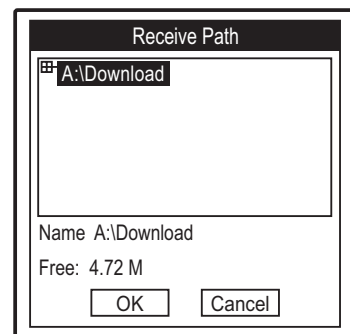 Receive Path
A:\Download
Name A:\Download
Free: 4.72 M
OK Cancel